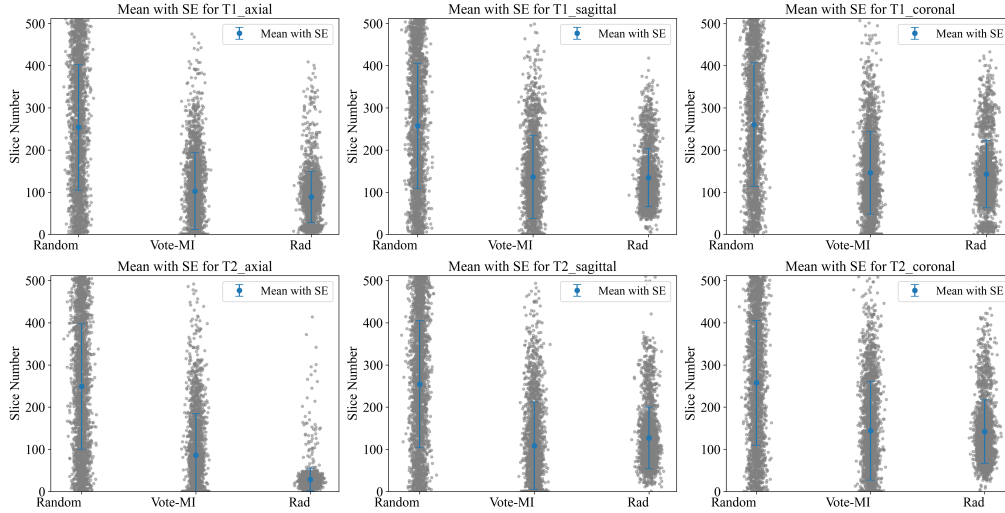 Mean with SE for T1_axial
Mean with SE
Slice Number
500
400
300
200
100
0
Random
Vote-MI
Rad
Mean with SE for T1_sagittal
Mean with SE
Slice Number
500
400
300
200
100
0
Random
Vote-MI
Rad
Mean with SE for T1_coronal
Mean with SE
Slice Number
500
400
300
200
100
0
Random
Vote-MI
Rad
Mean with SE for T2_axial
Mean with SE
Slice Number
500
400
300
200
100
0
Random
Vote-MI
Rad
Mean with SE for T2_sagittal
Mean with SE
Slice Number
500
400
300
200
100
0
Random
Vote-MI
Rad
Mean with SE for T2_coronal
Mean with SE
Slice Number
500
400
300
200
100
0
Random
Vote-MI
Rad